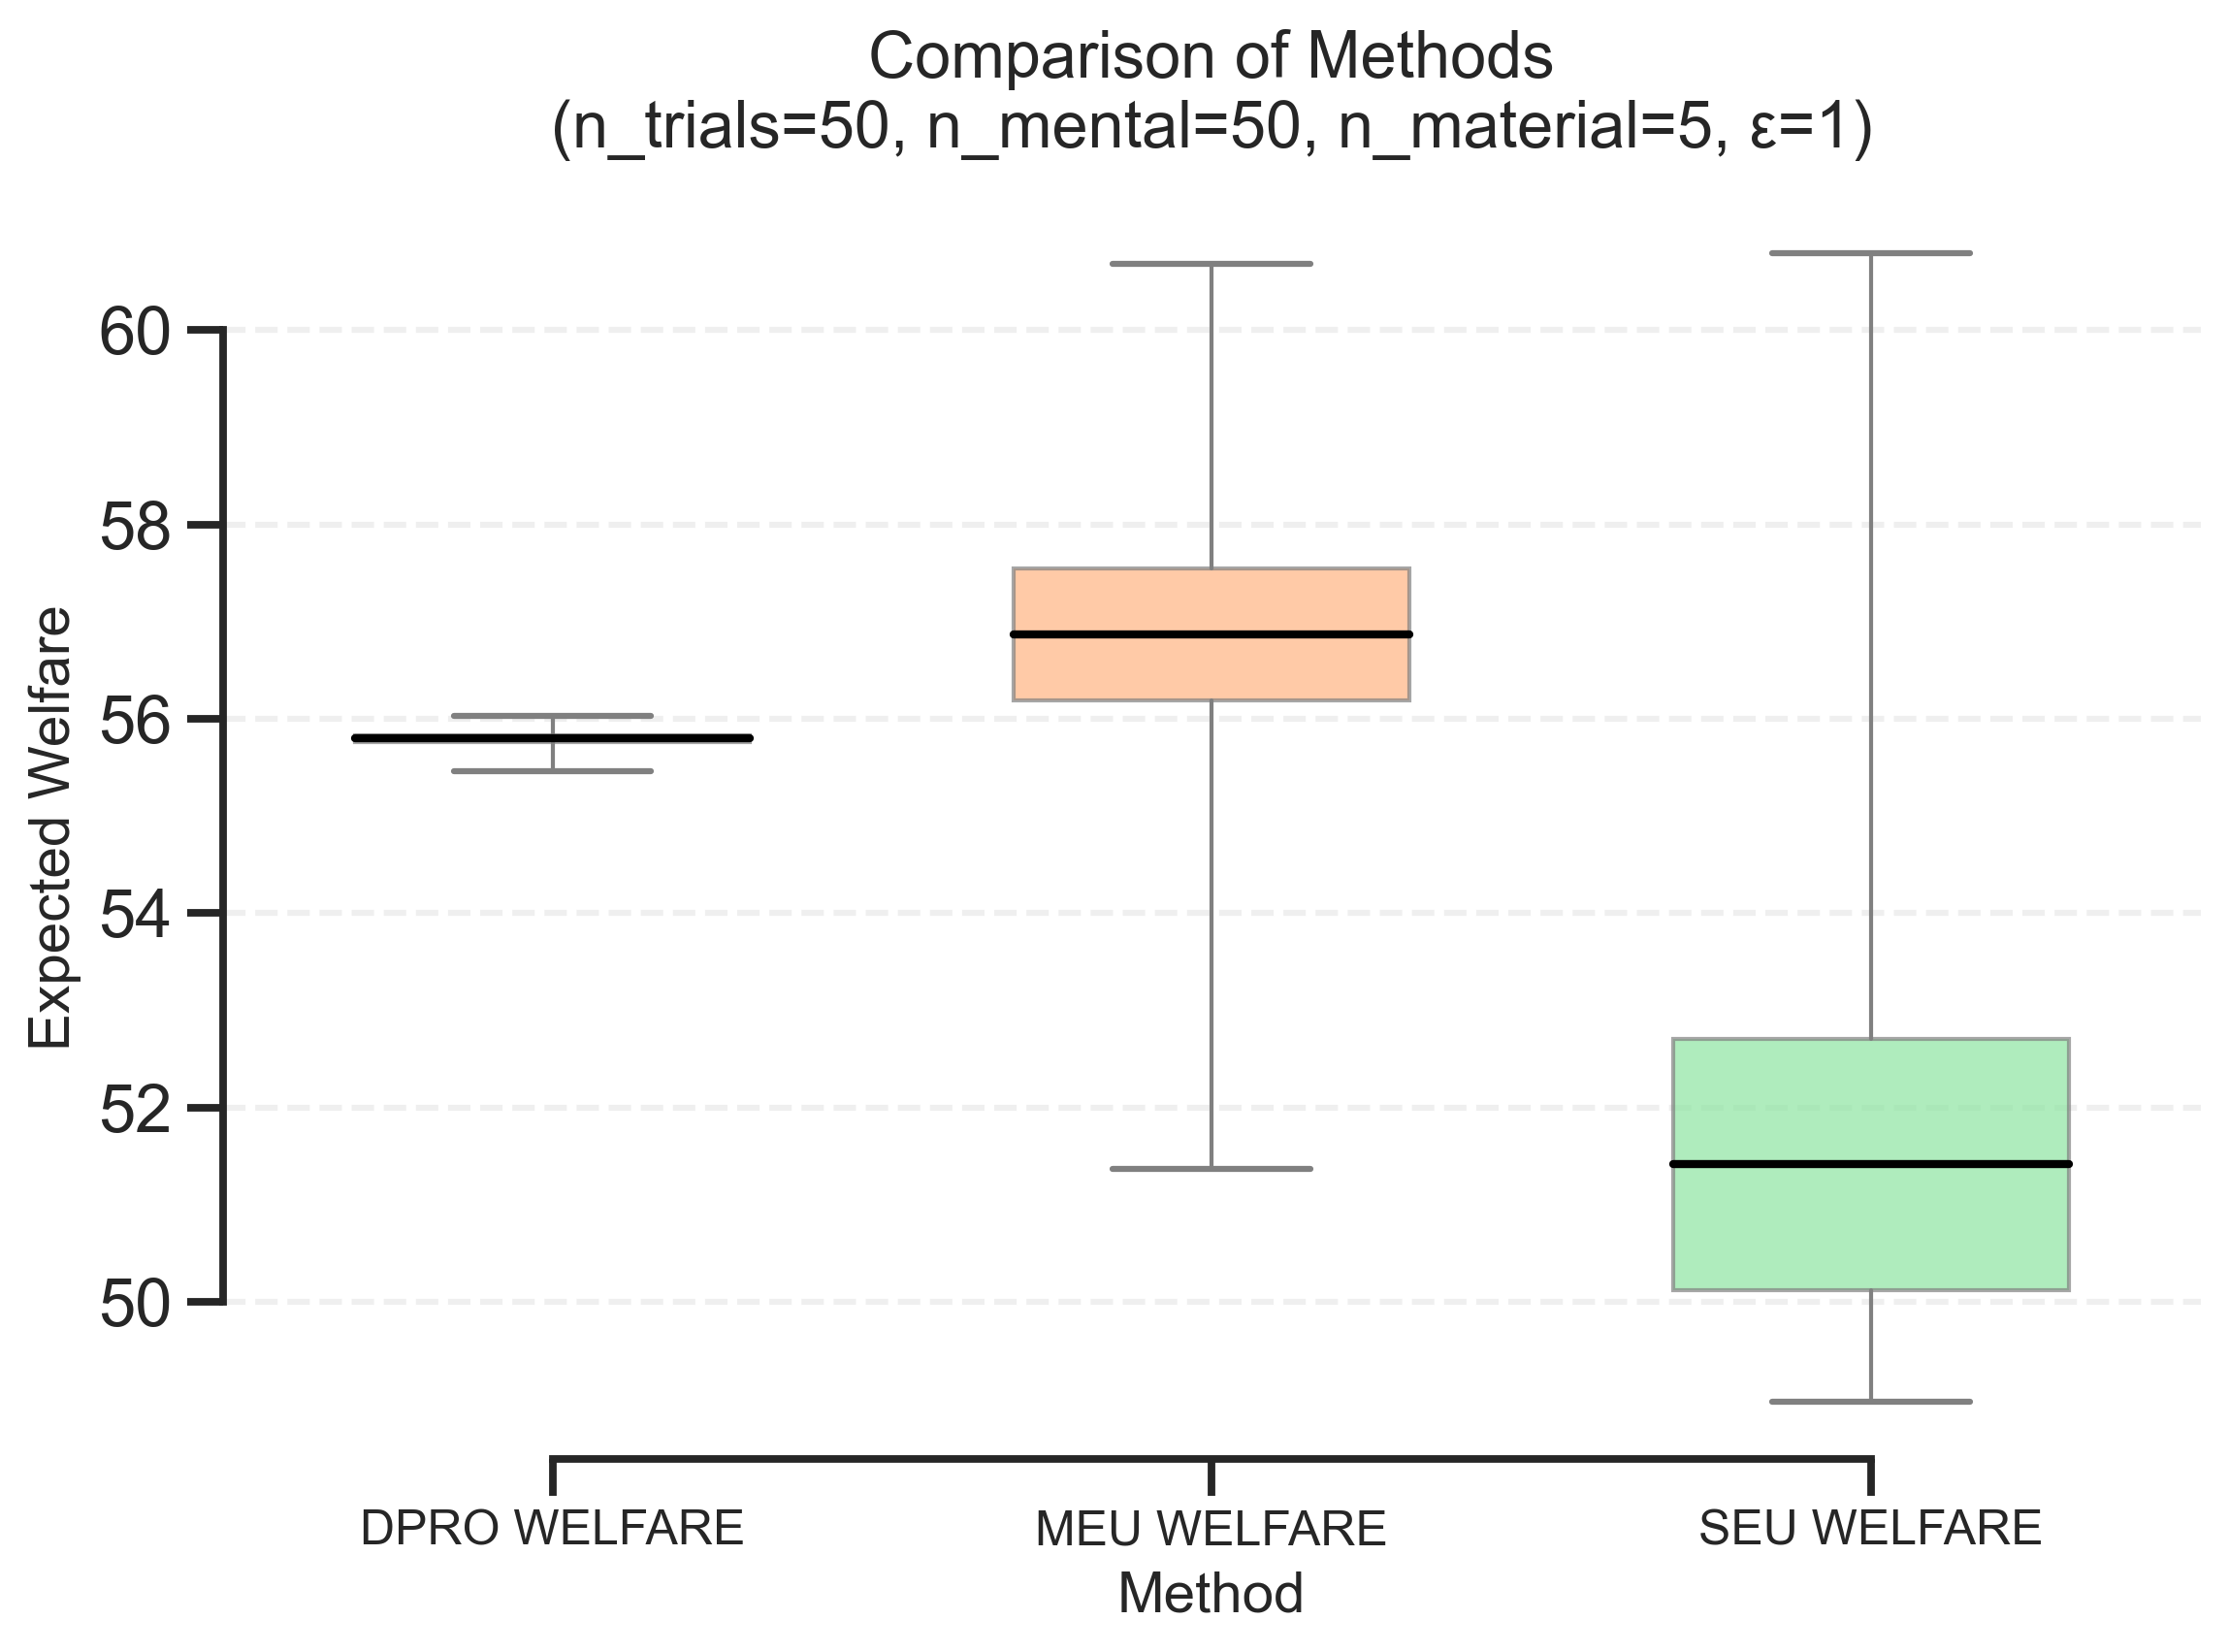 Comparison of Methods
(n_trials=50, n_mental=50, n_material=5, ε=1)
Expected Welfare
60
58
56
54
52
50
DPRO WELFARE
MEU WELFARE
SEU WELFARE
Method